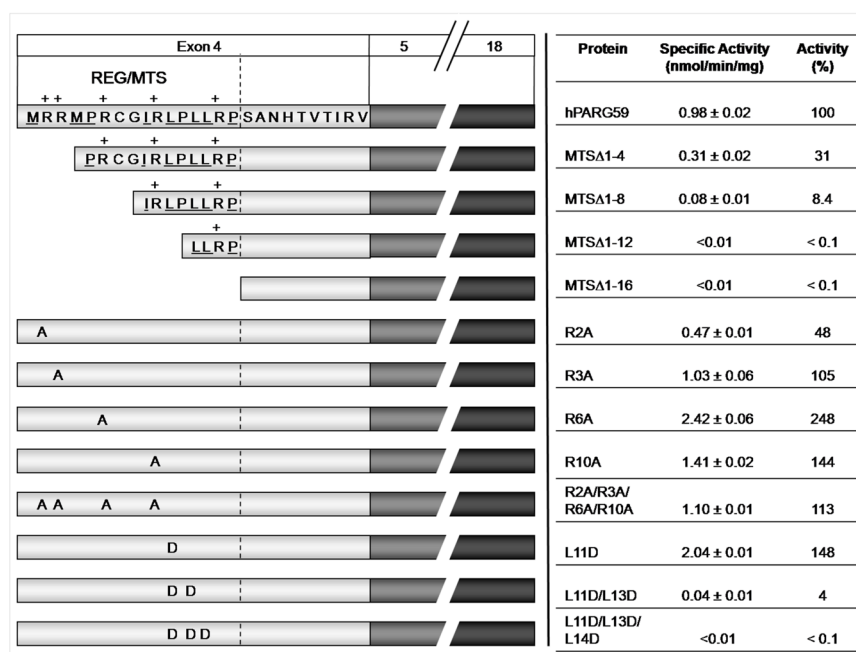 Exon 4 5 18
REG/MTS
+ + + + +
MRRMPRCGIRLPLLRPSANHTVTIRV
+ + +
PRCGIRLPLLRP
+ +
IRLPLLRP
+
LLRP
A
A
A
A
A A A A
D
D D
D D D
Protein Specific Activity (nmol/min/mg) Activity (%)
hPARG59 0.98 ± 0.02 100
MTSΔ1-4 0.31 ± 0.02 31
MTSΔ1-8 0.08 ± 0.01 8.4
MTSΔ1-12 <0.01 < 0.1
MTSΔ1-16 <0.01 < 0.1
R2A 0.47 ± 0.01 48
R3A 1.03 ± 0.06 105
R6A 2.42 ± 0.06 248
R10A 1.41 ± 0.02 144
R2A/R3A/
R6A/R10A 1.10 ± 0.01 113
L11D 2.04 ± 0.01 148
L11D/L13D 0.04 ± 0.01 4
L11D/L13D/
L14D <0.01 < 0.1